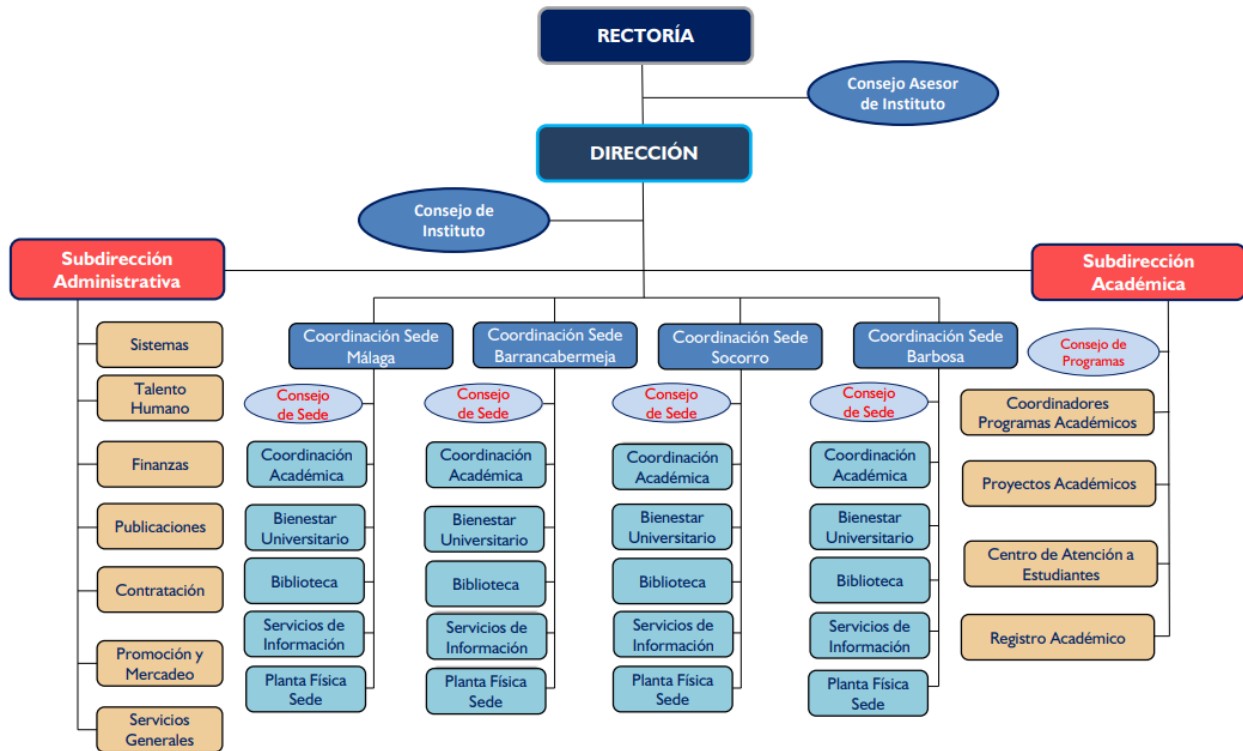 RECTORÍA
Consejo Asesor
de Instituto
DIRECCIÓN
Consejo de
Instituto
Subdirección
Administrativa
Subdirección
Académica
Sistemas
Talento
Humano
Finanzas
Publicaciones
Contratación
Promoción y
Mercadeo
Servicios
Generales
Coordinación Sede
Málaga
Consejo
de Sede
Coordinación
Académica
Bienestar
Universitario
Biblioteca
Servicios de
Información
Planta Física
Sede
Coordinación Sede
Barrancabermeja
Consejo
de Sede
Coordinación
Académica
Bienestar
Universitario
Biblioteca
Servicios de
Información
Planta Física
Sede
Coordinación Sede
Socorro
Consejo
de Sede
Coordinación
Académica
Bienestar
Universitario
Biblioteca
Servicios de
Información
Planta Física
Sede
Coordinación Sede
Barbosa
Consejo
de Sede
Coordinación
Académica
Bienestar
Universitario
Biblioteca
Servicios de
Información
Planta Física
Sede
Consejo de
Programas
Coordinadores
Programas Académicos
Proyectos Académicos
Centro de Atención a
Estudiantes
Registro Académico